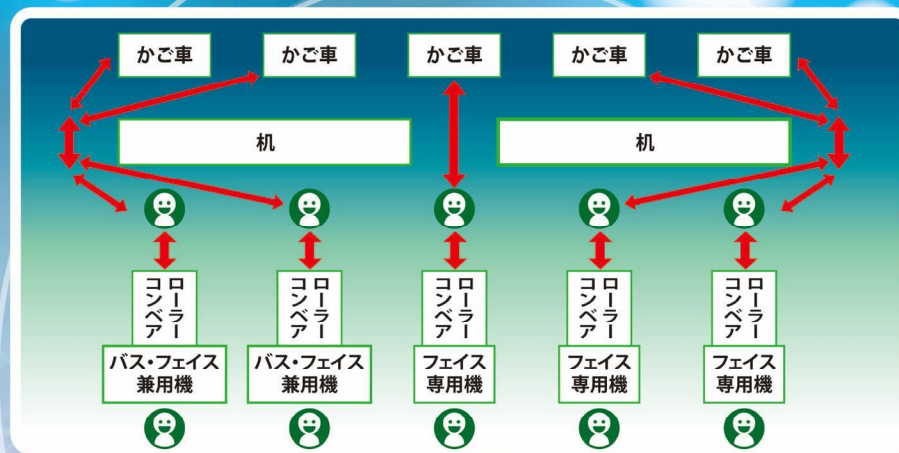 かご車
かご車
かご車
かご車
かご車
机
机
ローラー
コンベア
ローラー
コンベア
ローラー
コンベア
ローラー
コンベア
ローラー
コンベア
バス・フェイス
兼用機
バス・フェイス
兼用機
フェイス
専用機
フェイス
専用機
フェイス
専用機